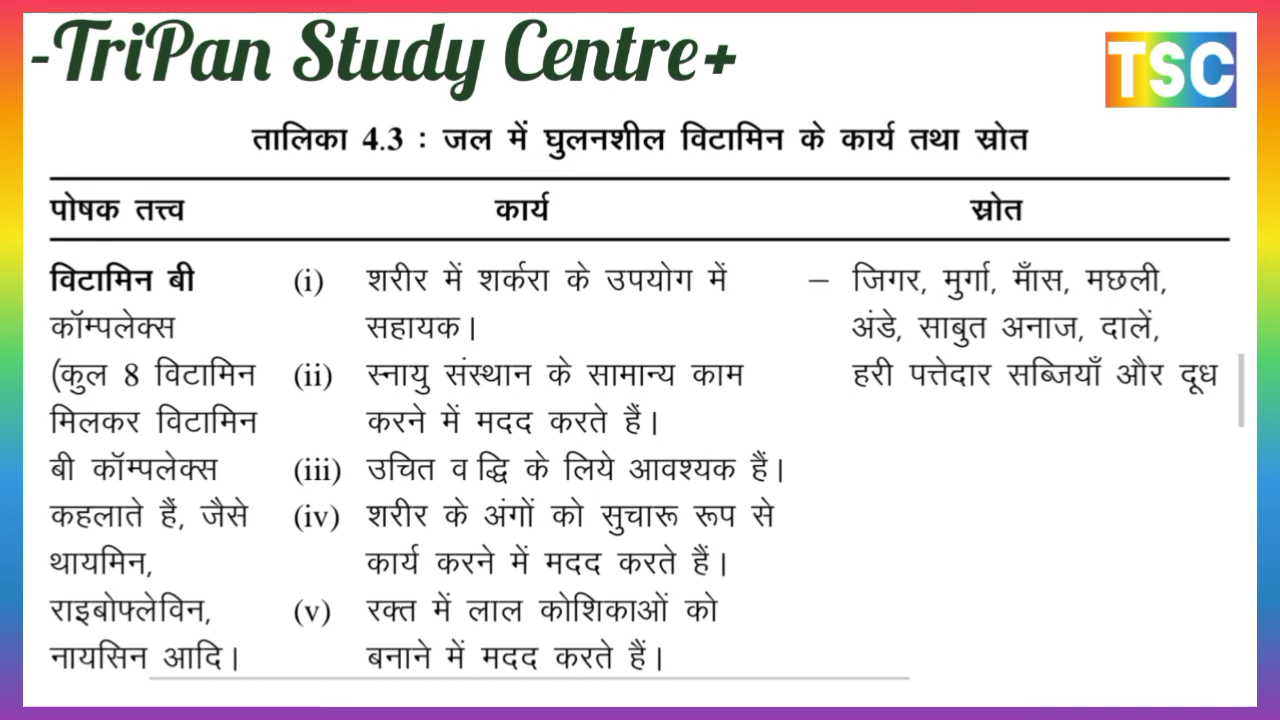 -TriPan Study Centre+
TSC
तालिका 4.3 : जल में घुलनशील विटामिन के कार्य तथा स्रोत
पोषक तत्त्व कार्य स्रोत
विटामिन बी (i) शरीर में शर्करा के उपयोग में – जिगर, मुर्गा, माँस, मछली,
कॉम्पलेक्स सहायक। अंडे, साबुत अनाज, दालें,
(कुल 8 विटामिन (ii) स्नायु संस्थान के सामान्य काम हरी पत्तेदार सब्जियाँ और दूध
मिलकर विटामिन करने में मदद करते हैं।
बी कॉम्पलेक्स (iii) उचित व द्धि के लिये आवश्यक हैं।
कहलाते हैं, जैसे (iv) शरीर के अंगों को सुचारू रूप से
थायमिन, कार्य करने में मदद करते हैं।
राइबोफ्लेविन, (v) रक्त में लाल कोशिकाओं को
नायसिन आदि। बनाने में मदद करते हैं।